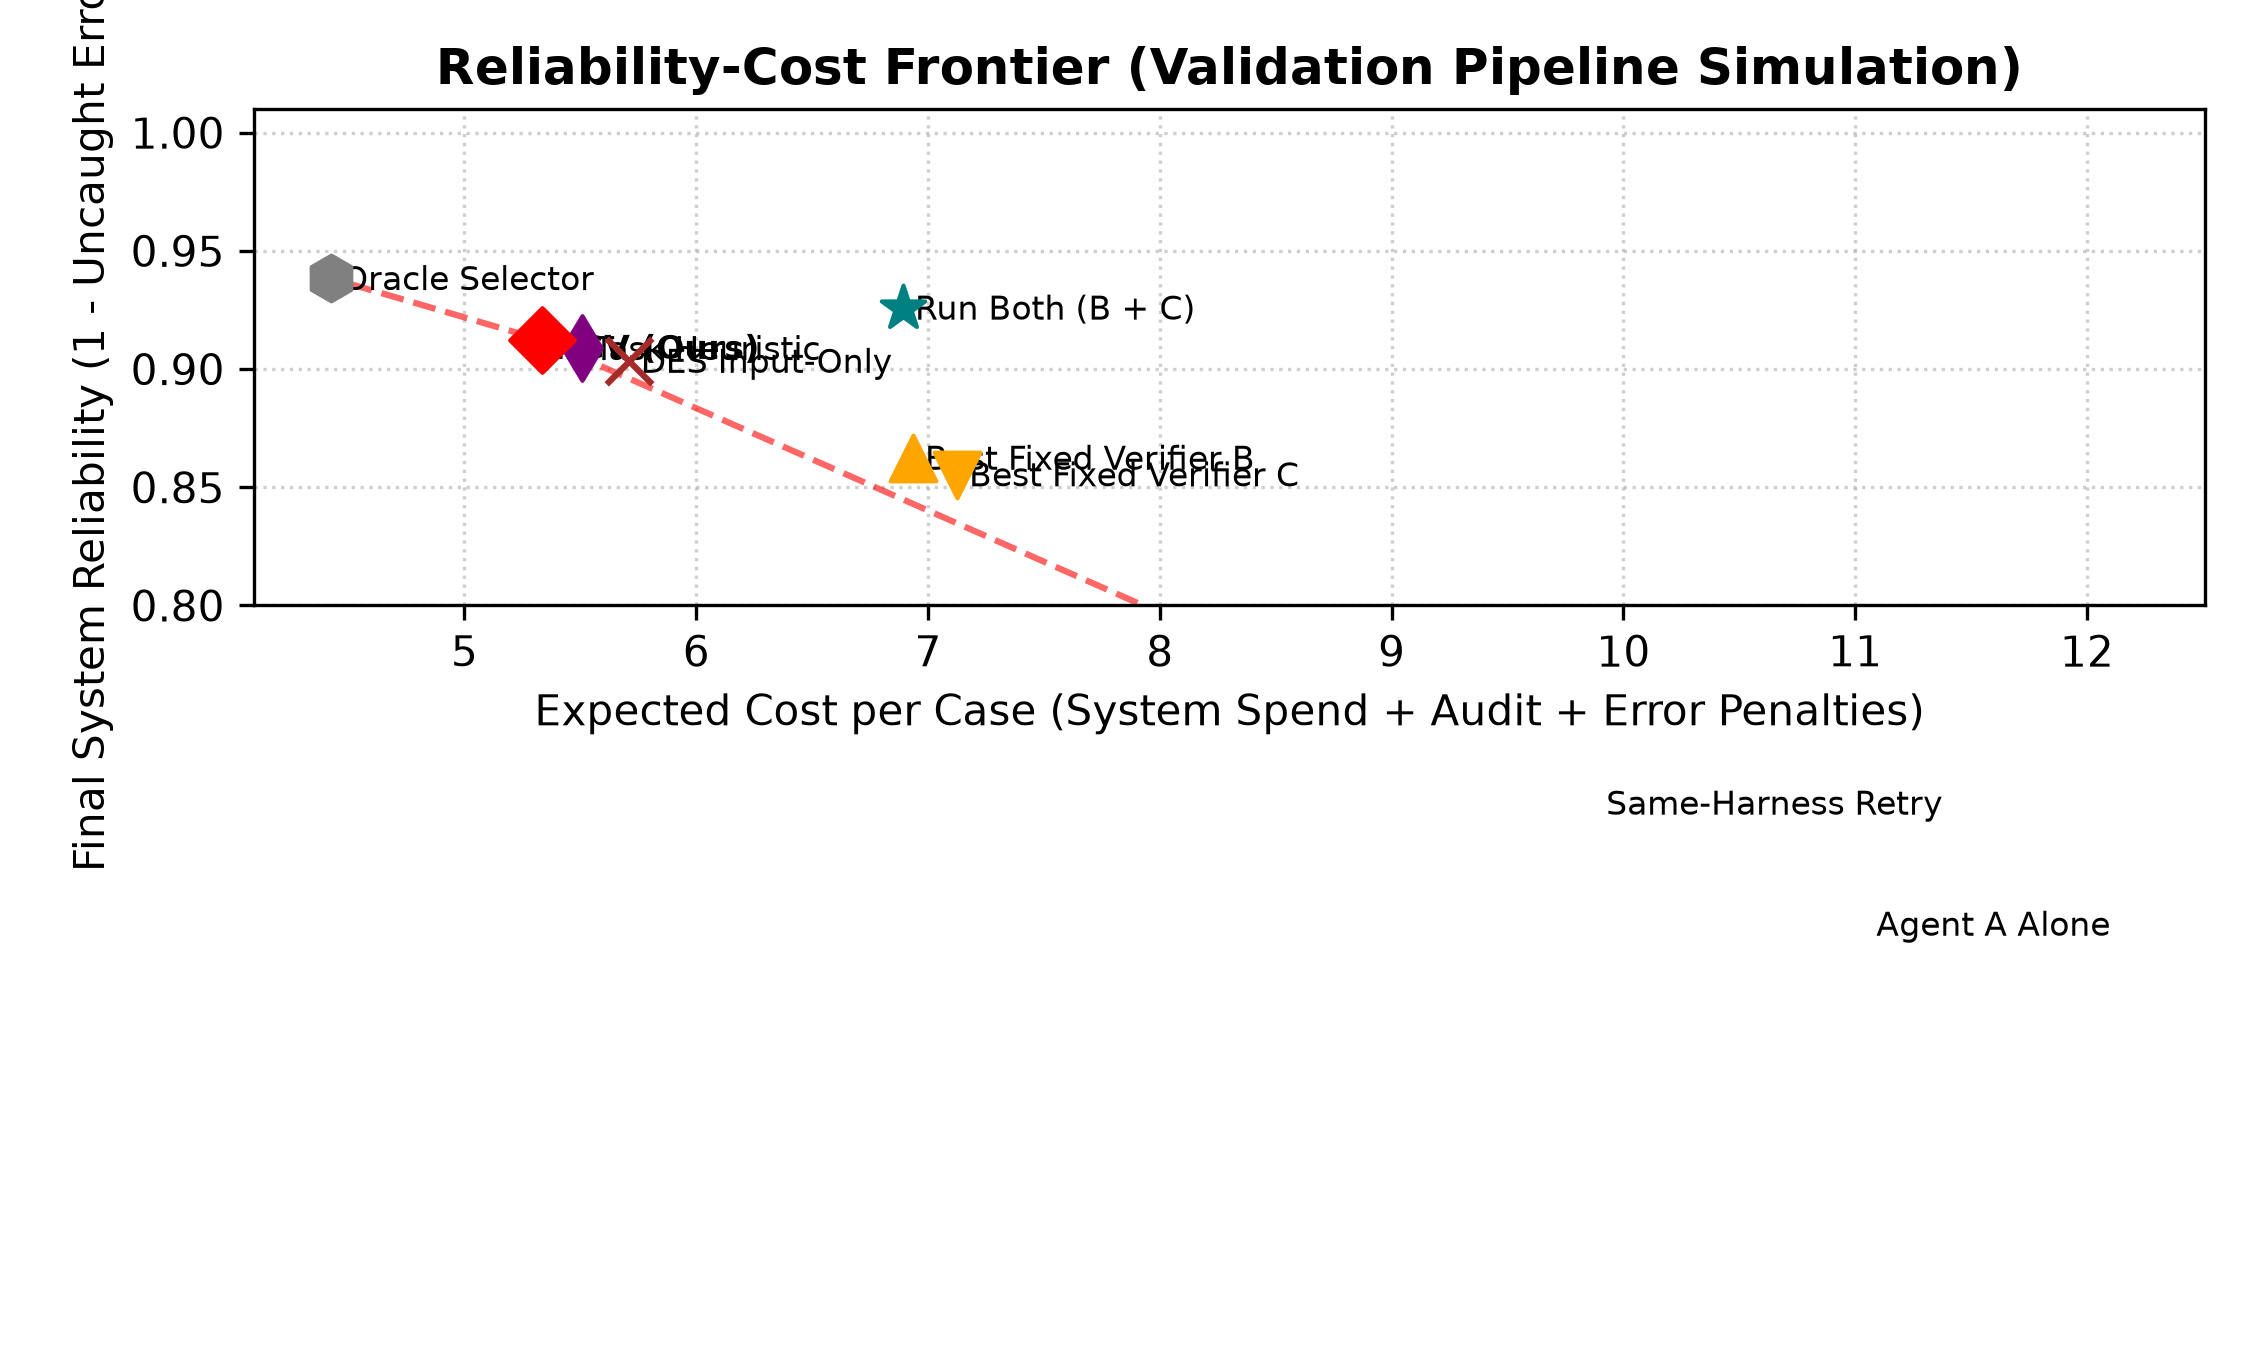 Reliability-Cost Frontier (Validation Pipeline Simulation)
Final System Reliability (1 - Uncaught Erro
1.00
0.95
0.90
0.85
0.80
Oracle Selector
Run Both (B + C)
(Ours)
DES Input-Only
Best Fixed Verifier B
Best Fixed Verifier C
5 6 7 8 9 10 11 12
Expected Cost per Case (System Spend + Audit + Error Penalties)
Same-Harness Retry
Agent A Alone